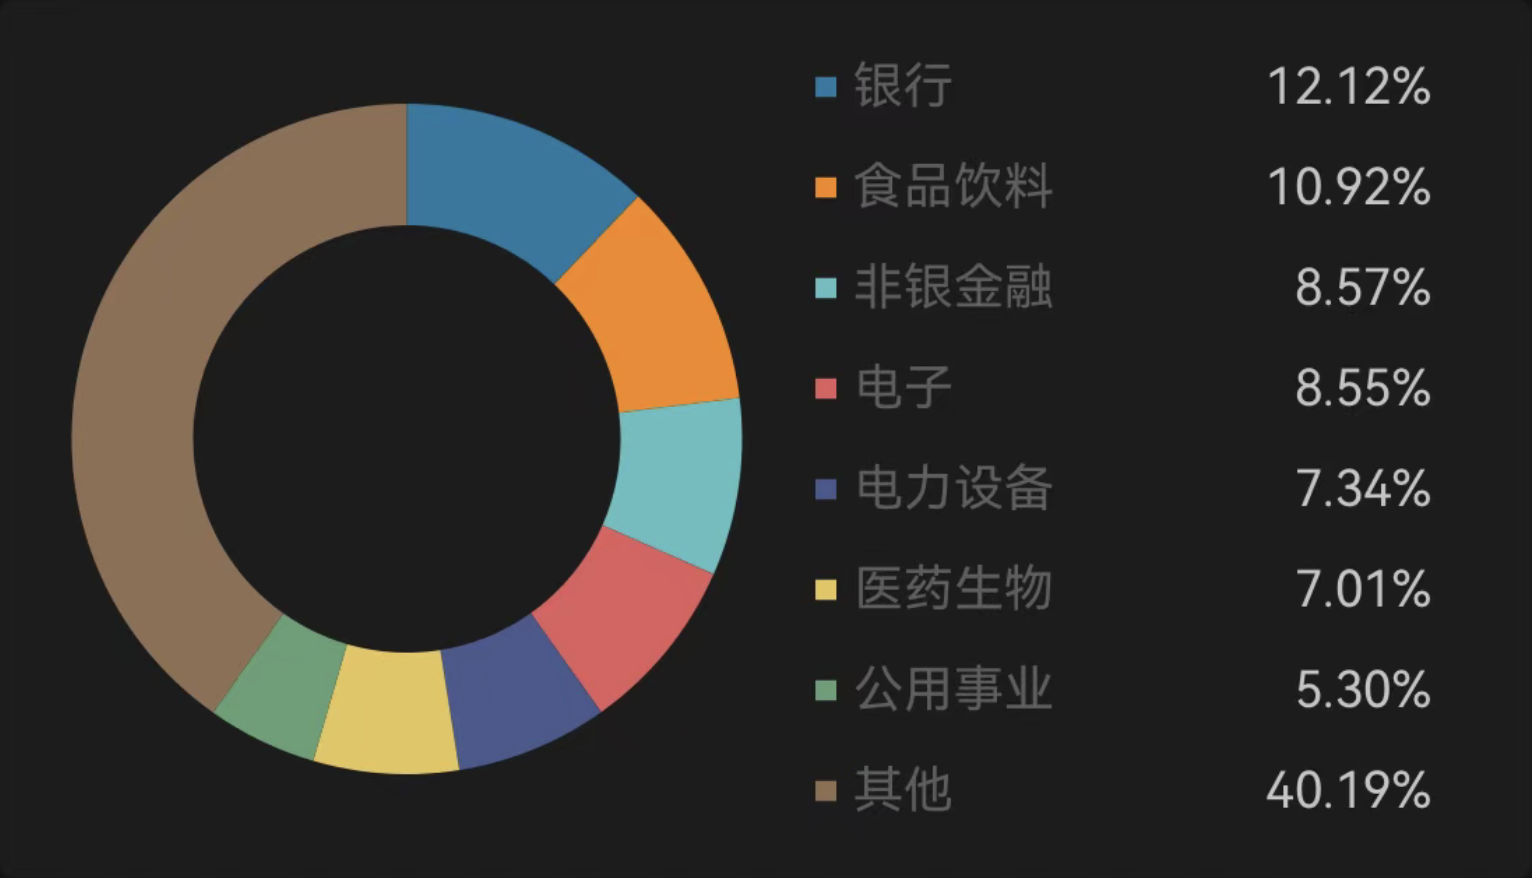 银行 12.12%
食品饮料 10.92%
非银金融 8.57%
电子 8.55%
电力设备 7.34%
医药生物 7.01%
公用事业 5.30%
其他 40.19%